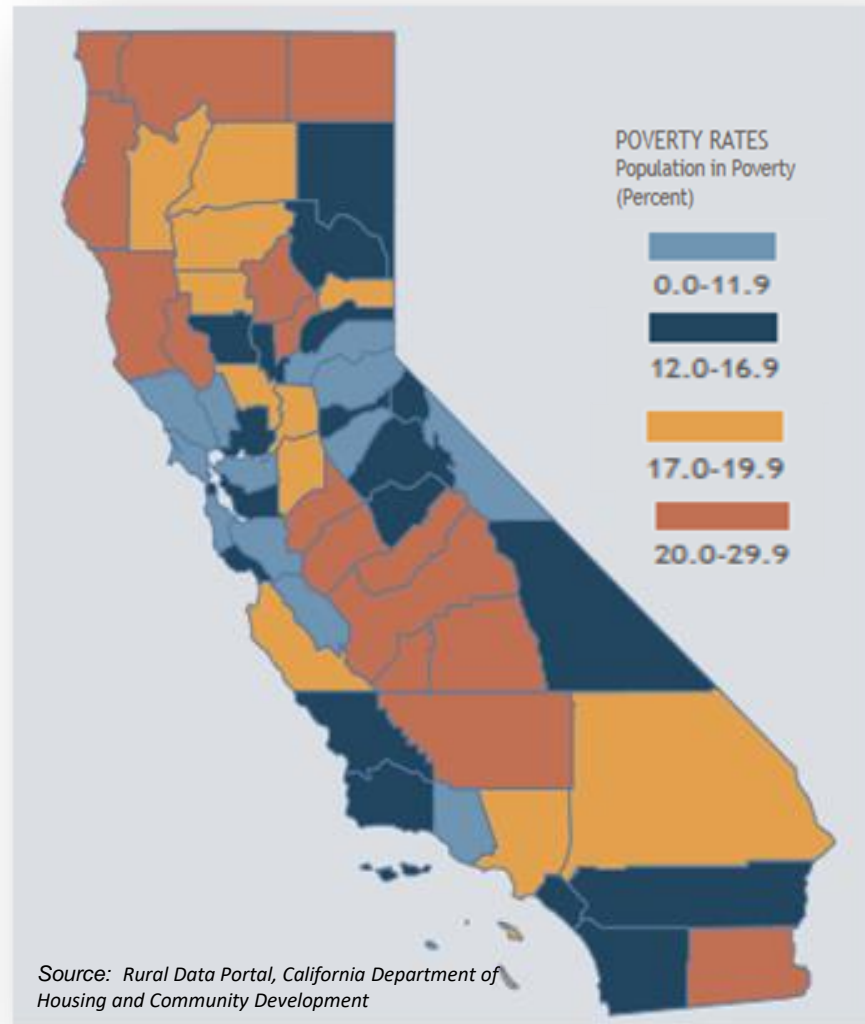 POVERTY RATES
Population in Poverty
(Percent)
0.0-11.9
12.0-16.9
17.0-19.9
20.0-29.9
Source: Rural Data Portal, California Department of
Housing and Community Development